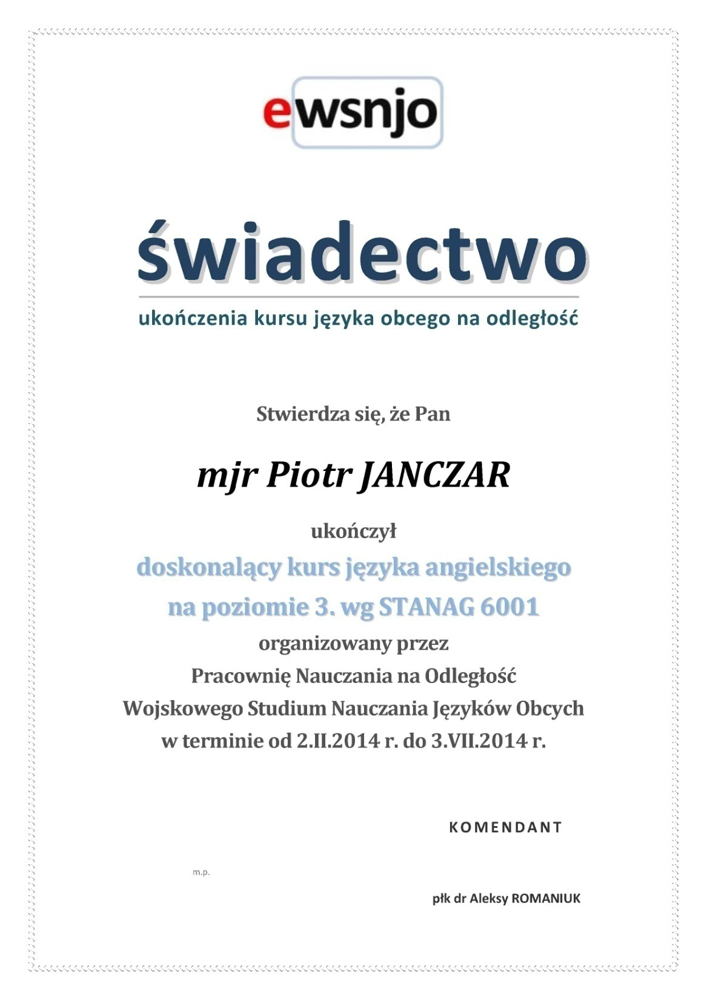 ewsnjo
świadectwo
ukończenia kursu języka obcego na odległość
Stwierdza się, że Pan
mjr Piotr JANCZAR
ukończył
doskonalący kurs języka angielskiego
na poziomie 3. wg STANAG 6001
organizowany przez
Pracownię Nauczania na Odległość
Wojskowego Studium Nauczania Języków Obcych
w terminie od 2.II.2014 r. do 3.VII.2014 r.
KOMENDANT
m.p.
płk dr Aleksy ROMANIUK